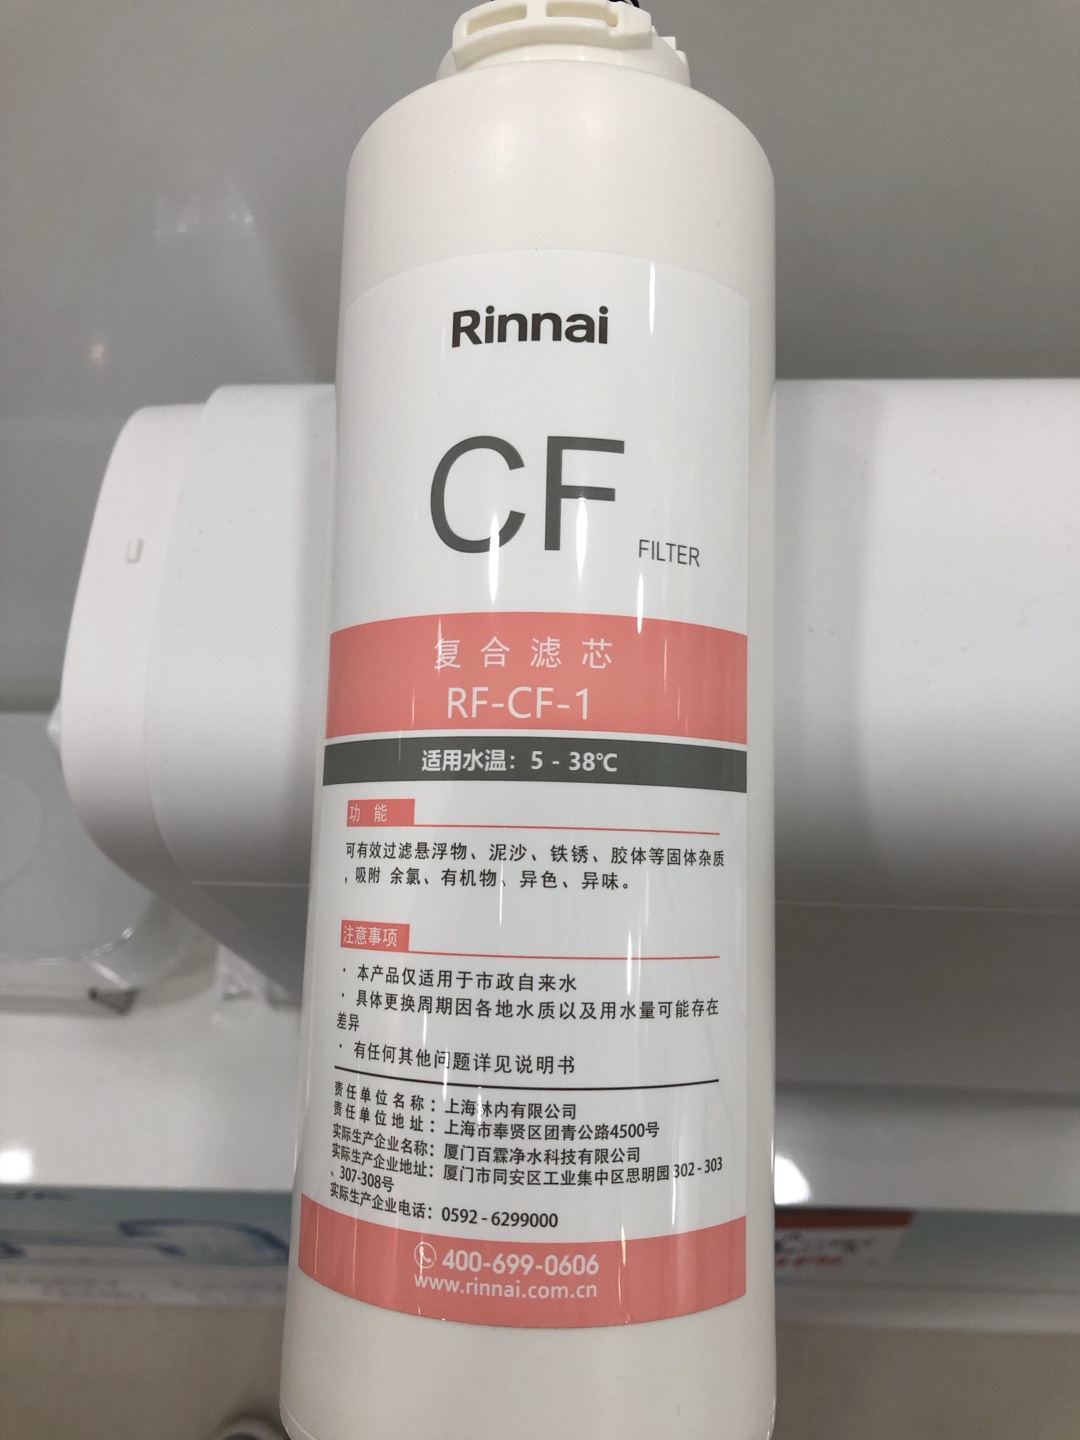 Rinnai
CF
FILTER
复合滤芯
RF-CF-1
适用水温：5 - 38℃
功 能
可有效过滤悬浮物、泥沙、铁锈、胶体等固体杂质
，吸附 余氯、有机物、异色、异味。
注意事项
· 本产品仅适用于市政自来水
· 具体更换周期因各地水质以及用水量可能存在
差异
· 有任何其他问题详见说明书
责任单位名称：上海林内有限公司
责任单位地址：上海市奉贤区团青公路4500号
实际生产企业名称：厦门百霖净水科技有限公司
实际生产企业地址：厦门市同安区工业集中区思明园302-303
、307-308号
实际生产企业电话：0592-6299000
400-699-0606
www.rinnai.com.cn